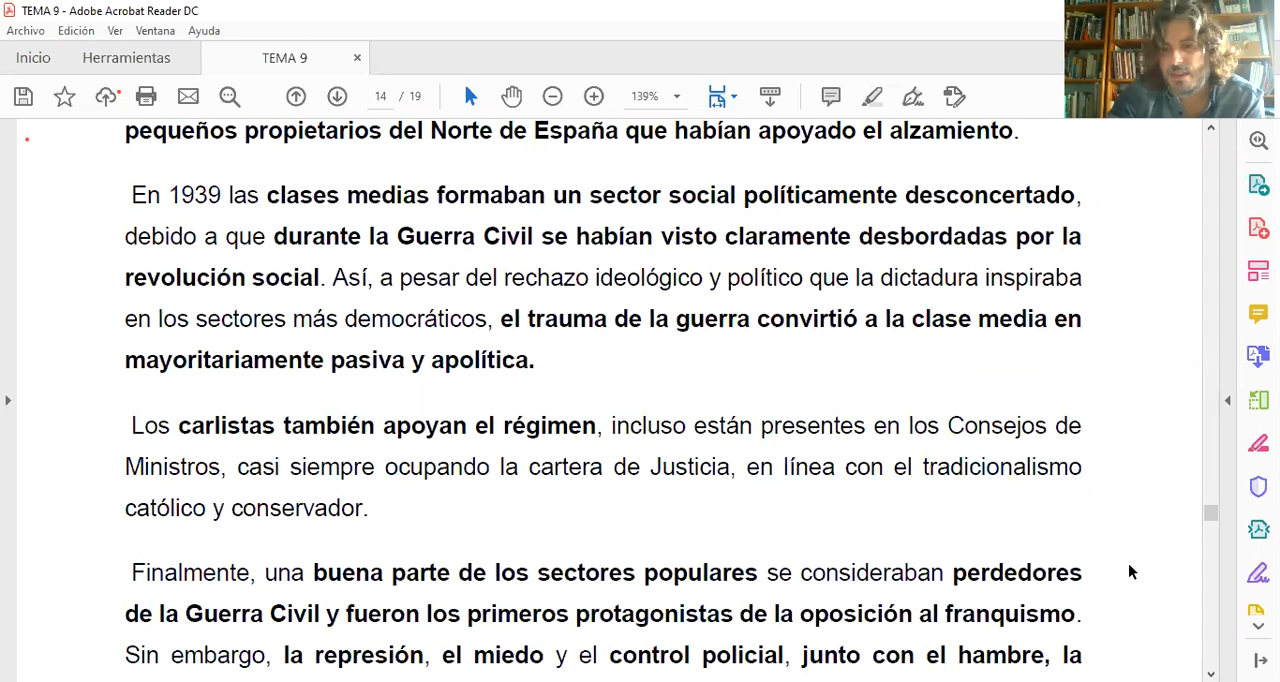 TEMA 9 - Adobe Acrobat Reader DC
Archivo Edición Ver Ventana Ayuda
Inicio Herramientas TEMA 9 ×
14 / 19 139%
pequeños propietarios del Norte de España que habían apoyado el alzamiento.
En 1939 las clases medias formaban un sector social políticamente desconcertado,
debido a que durante la Guerra Civil se habían visto claramente desbordadas por la
revolución social. Así, a pesar del rechazo ideológico y político que la dictadura inspiraba
en los sectores más democráticos, el trauma de la guerra convirtió a la clase media en
mayoritariamente pasiva y apolítica.
Los carlistas también apoyan el régimen, incluso están presentes en los Consejos de
Ministros, casi siempre ocupando la cartera de Justicia, en línea con el tradicionalismo
católico y conservador.
Finalmente, una buena parte de los sectores populares se consideraban perdedores
de la Guerra Civil y fueron los primeros protagonistas de la oposición al franquismo.
Sin embargo, la represión, el miedo y el control policial, junto con el hambre, la